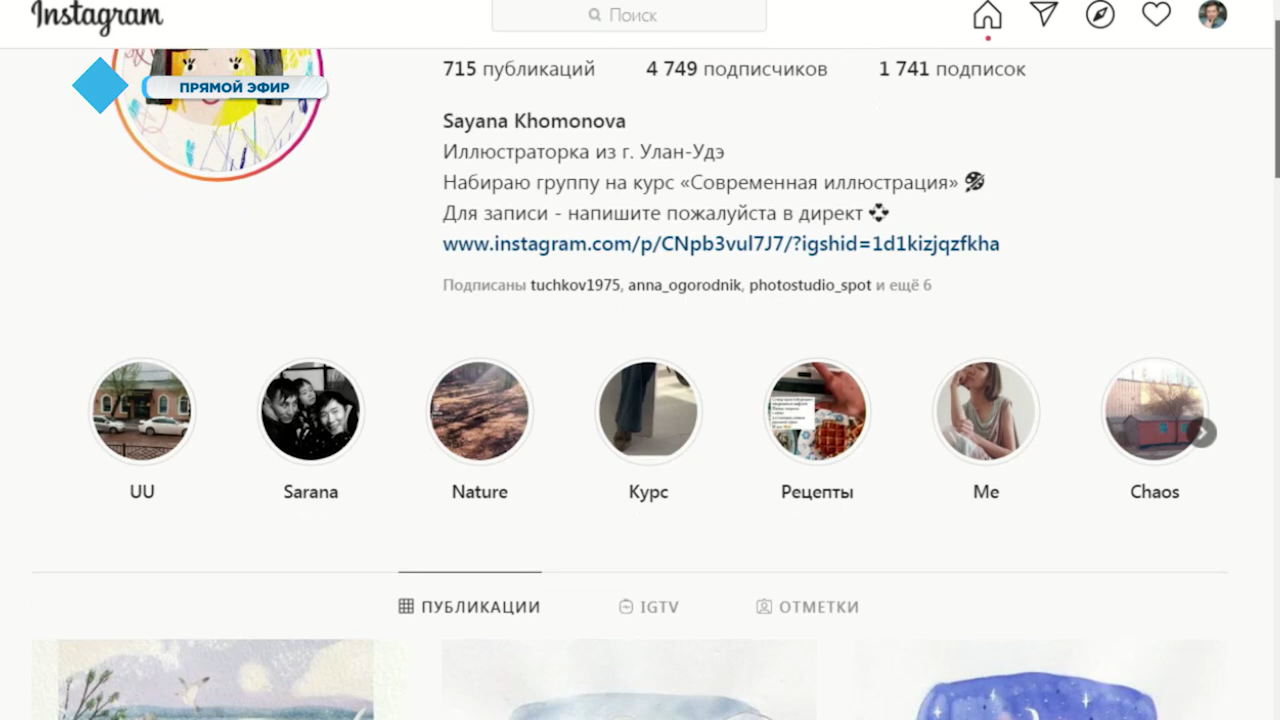 Instagram
Поиск
ПРЯМОЙ ЭФИР
715 публикаций 4 749 подписчиков 1 741 подписок
Sayana Khomonova
Иллюстраторка из г. Улан-Удэ
Набираю группу на курс «Современная иллюстрация»
Для записи - напишите пожалуйста в директ
www.instagram.com/p/CNpb3vul7J7/?igshid=1d1kizjqzfkha
Подписаны tuchkov1975, anna_ogorodnik, photostudio_spot и ещё 6
UU Sarana Nature Курс Рецепты Me Chaos
ПУБЛИКАЦИИ IGTV ОТМЕТКИ